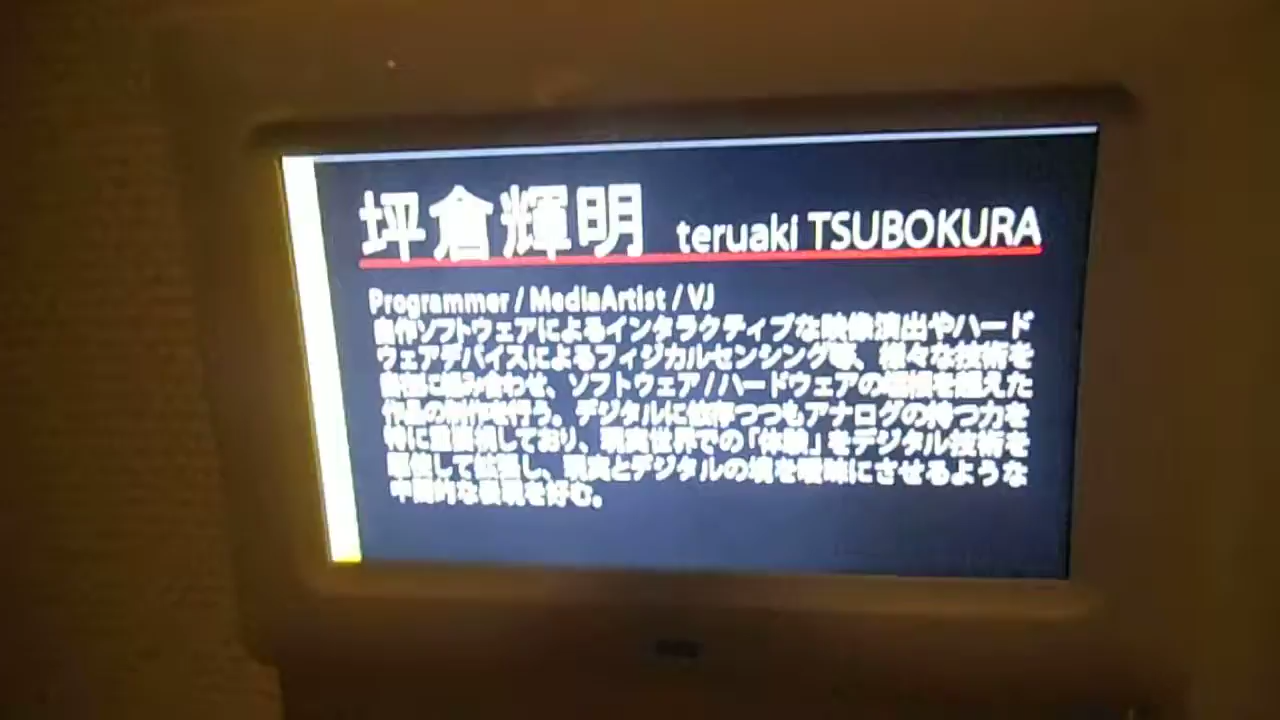 坪倉輝明 teruaki TSUBOKURA
Programmer / MediaArtist / VJ
自作ソフトウェアによるインタラクティブな映像演出やハード
ウェアデバイスによるフィジカルセンシング等、様々な技術を
に組み合わせ、ソフトウェア/ハードウェアの垣根を超えた
作品の制作を行う。デジタルに依存つつもアナログの持つ力を
特に重要視しており、現実世界での「体験」をデジタル技術を
駆使して拡張し、現実とデジタルの境を曖昧にさせるような
中間的な表現を好む。